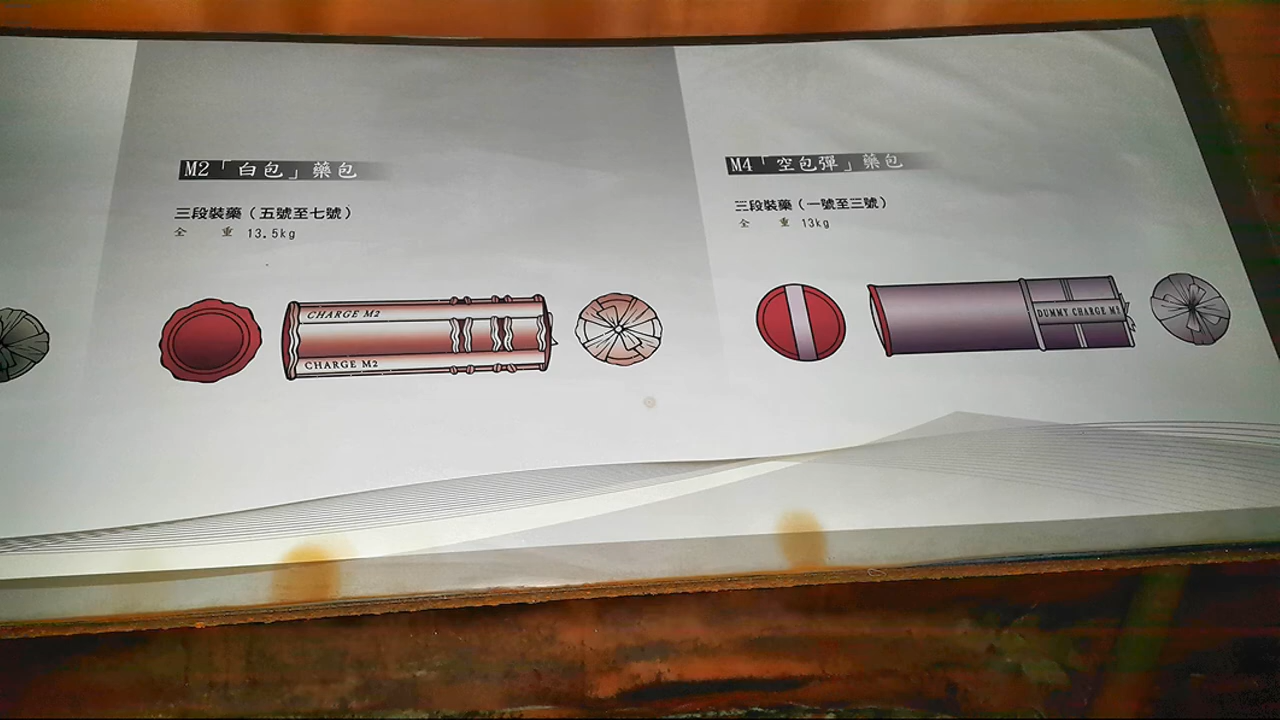 M2「白包」藥包
三段裝藥（五號至七號）
全 重 13.5kg
CHARGE M2
CHARGE M2
M4「空包彈」藥包
三段裝藥（一號至三號）
全 重 13kg
DUMMY CHARGE